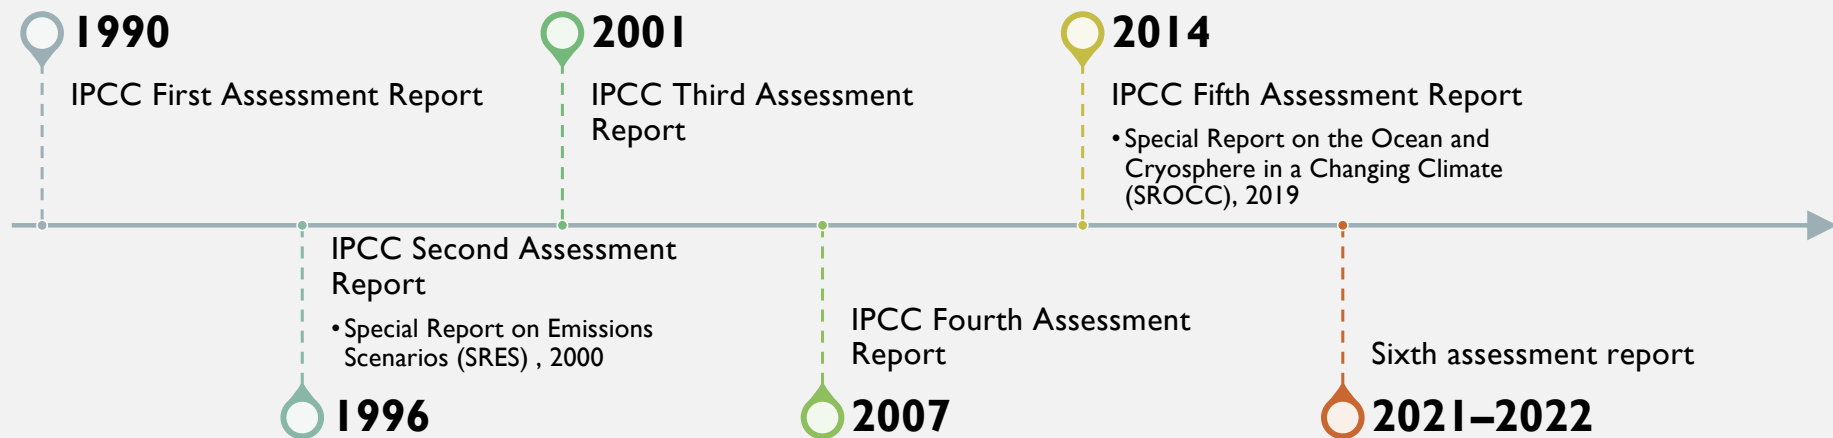 1990
IPCC First Assessment Report
2001
IPCC Third Assessment
Report
2014
IPCC Fifth Assessment Report
• Special Report on the Ocean and
Cryosphere in a Changing Climate
(SROCC), 2019
IPCC Second Assessment
Report
• Special Report on Emissions
Scenarios (SRES) , 2000
1996
IPCC Fourth Assessment
Report
2007
Sixth assessment report
2021–2022